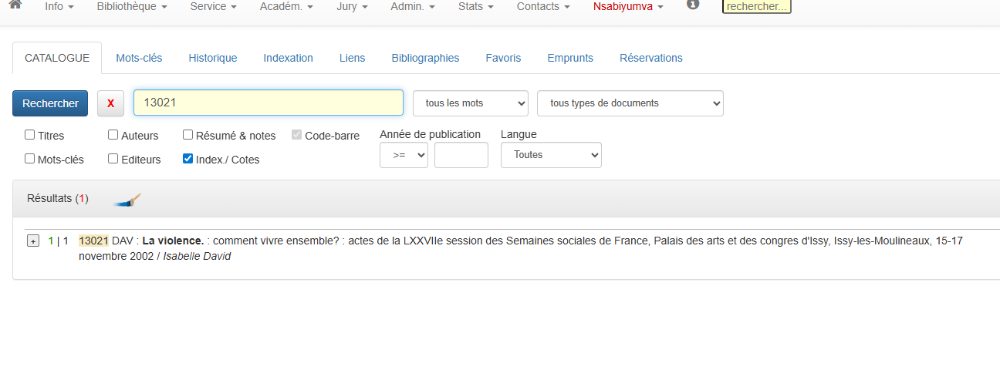 Info Bibliothèque Service Académ. Jury Admin. Stats Contacts Nsabiyumva rechercher...
CATALOGUE Mots-clés Historique Indexation Liens Bibliographies Favoris Emprunts Réservations
Rechercher X 13021 tous les mots tous types de documents
Titres Auteurs Résumé & notes Code-barre Année de publication Langue
Mots-clés Editeurs Index./ Cotes >= Toutes
Résultats (1)
+ 1 | 1 13021 DAV : La violence. : comment vivre ensemble? : actes de la LXXVIIe session des Semaines sociales de France, Palais des arts et des congres d'Issy, Issy-les-Moulineaux, 15-17
novembre 2002 / Isabelle David